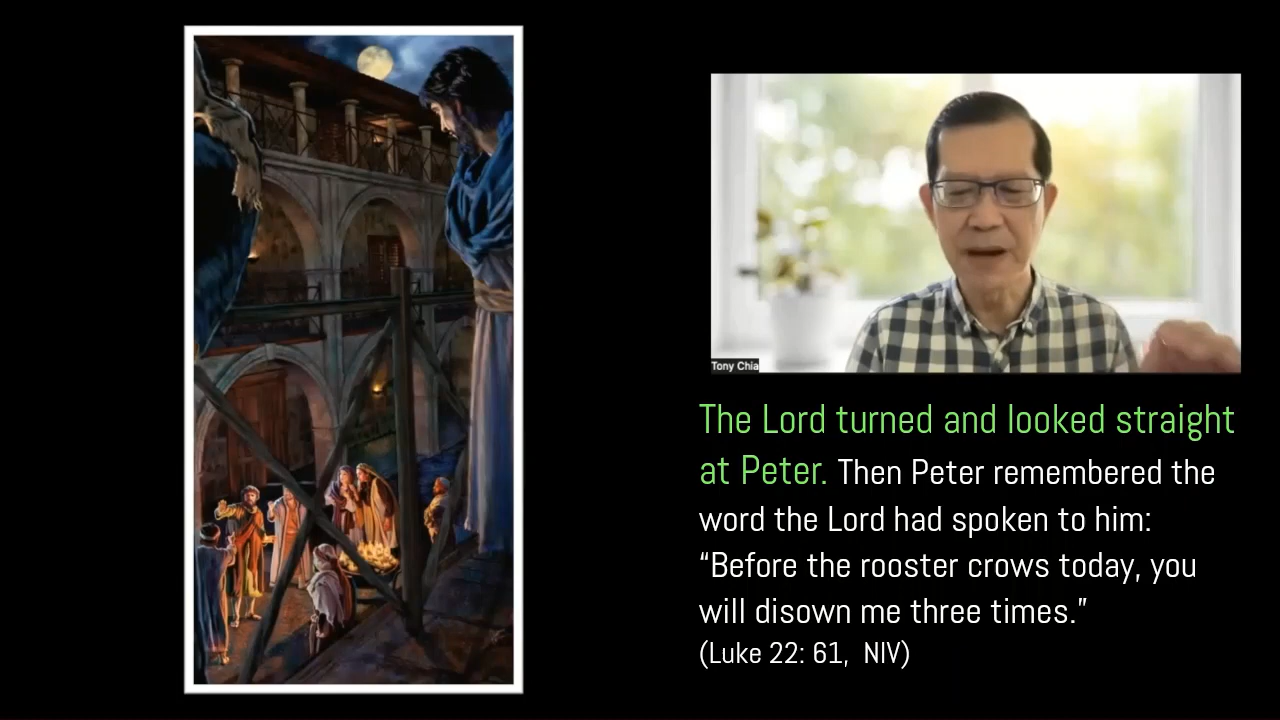 Tony Chia
The Lord turned and looked straight
at Peter. Then Peter remembered the
word the Lord had spoken to him:
“Before the rooster crows today, you
will disown me three times.”
(Luke 22: 61, NIV)